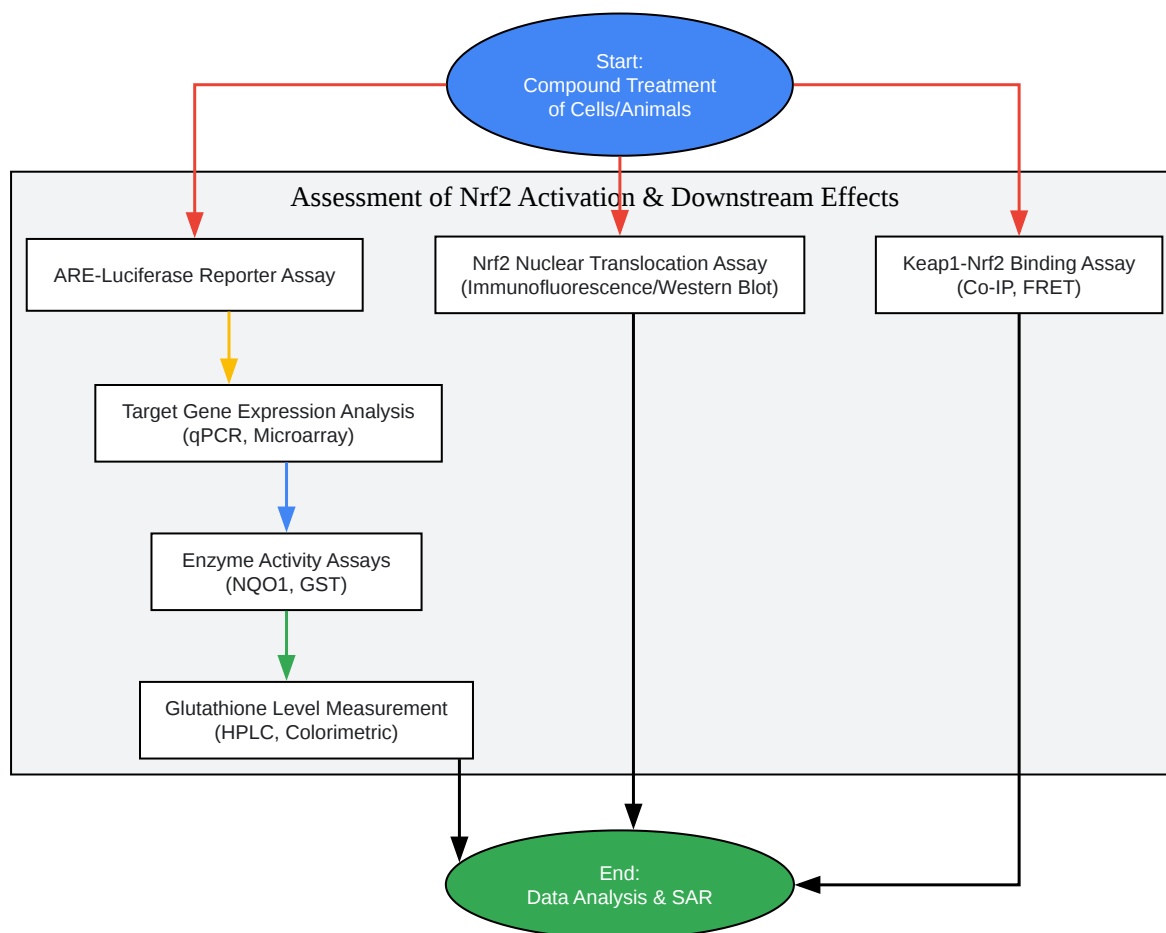 Start:
Compound Treatment
of Cells/Animals
Assessment of Nrf2 Activation & Downstream Effects
ARE-Luciferase Reporter Assay
Nrf2 Nuclear Translocation Assay
(Immunofluorescence/Western Blot)
Keap1-Nrf2 Binding Assay
(Co-IP, FRET)
Target Gene Expression Analysis
(qPCR, Microarray)
Enzyme Activity Assays
(NQO1, GST)
Glutathione Level Measurement
(HPLC, Colorimetric)
End:
Data Analysis & SAR